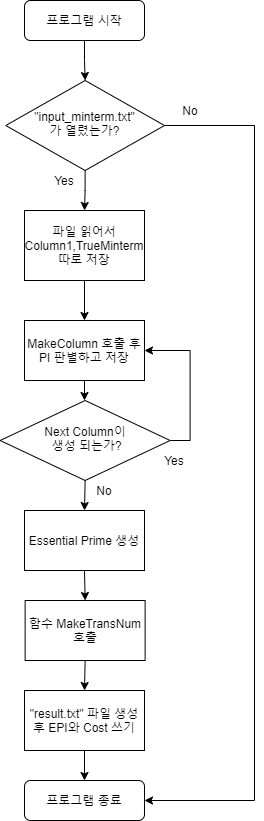 프로그램 시작
"input_minterm.txt"
가 열렸는가?
No
Yes
파일 읽어서
Column1,TrueMinterm
따로 저장
MakeColumn 호출 후
PI 판별하고 저장
Next Column이
생성 되는가?
Yes
No
Essential Prime 생성
함수 MakeTransNum
호출
"result.txt" 파일 생성
후 EPI와 Cost 쓰기
프로그램 종료